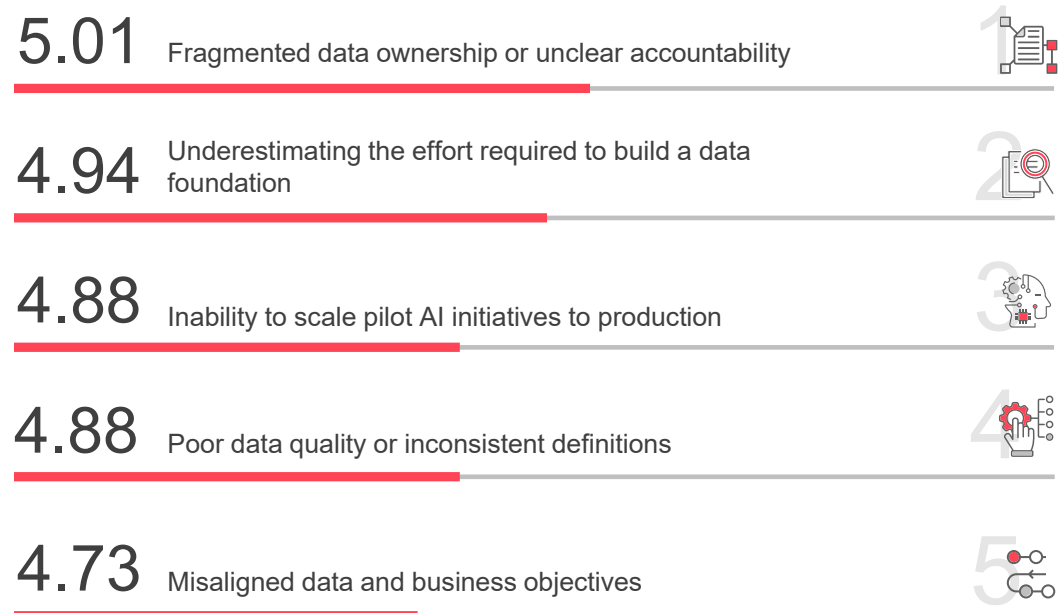 5.01
Fragmented data ownership or unclear accountability
1
4.94
Underestimating the effort required to build a data
foundation
2
4.88
Inability to scale pilot AI initiatives to production
3
4.88
Poor data quality or inconsistent definitions
4
4.73
Misaligned data and business objectives
5